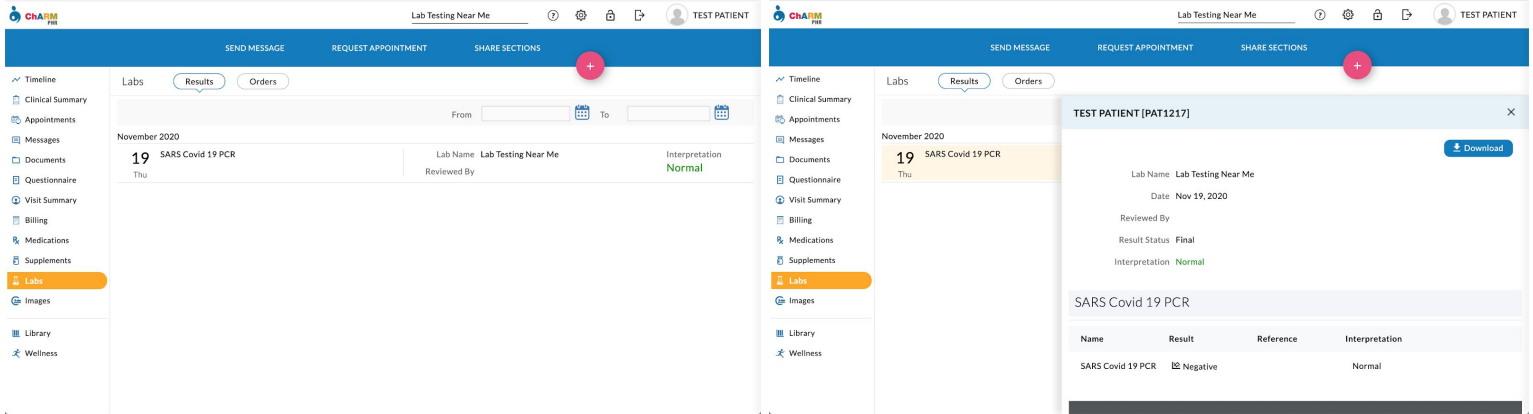 ChARM
PHR
Lab Testing Near Me
TEST PATIENT
SEND MESSAGE REQUEST APPOINTMENT SHARE SECTIONS
+
Timeline
Clinical Summary
Appointments
Messages
Documents
Questionnaire
Visit Summary
Billing
Medications
Supplements
Labs
Images
Library
Wellness
Labs Results Orders
From To
November 2020
19 SARS Covid 19 PCR Lab Name Lab Testing Near Me Interpretation
Thu Reviewed By Normal
ChARM
PHR
Lab Testing Near Me
TEST PATIENT
SEND MESSAGE REQUEST APPOINTMENT SHARE SECTIONS
+
Timeline
Clinical Summary
Appointments
Messages
Documents
Questionnaire
Visit Summary
Billing
Medications
Supplements
Labs
Images
Library
Wellness
Labs Results Orders
November 2020
19 SARS Covid 19 PCR
Thu
TEST PATIENT [PAT1217]
Download
Lab Name Lab Testing Near Me
Date Nov 19, 2020
Reviewed By
Result Status Final
Interpretation Normal
SARS Covid 19 PCR
Name Result Reference Interpretation
SARS Covid 19 PCR Negative Normal